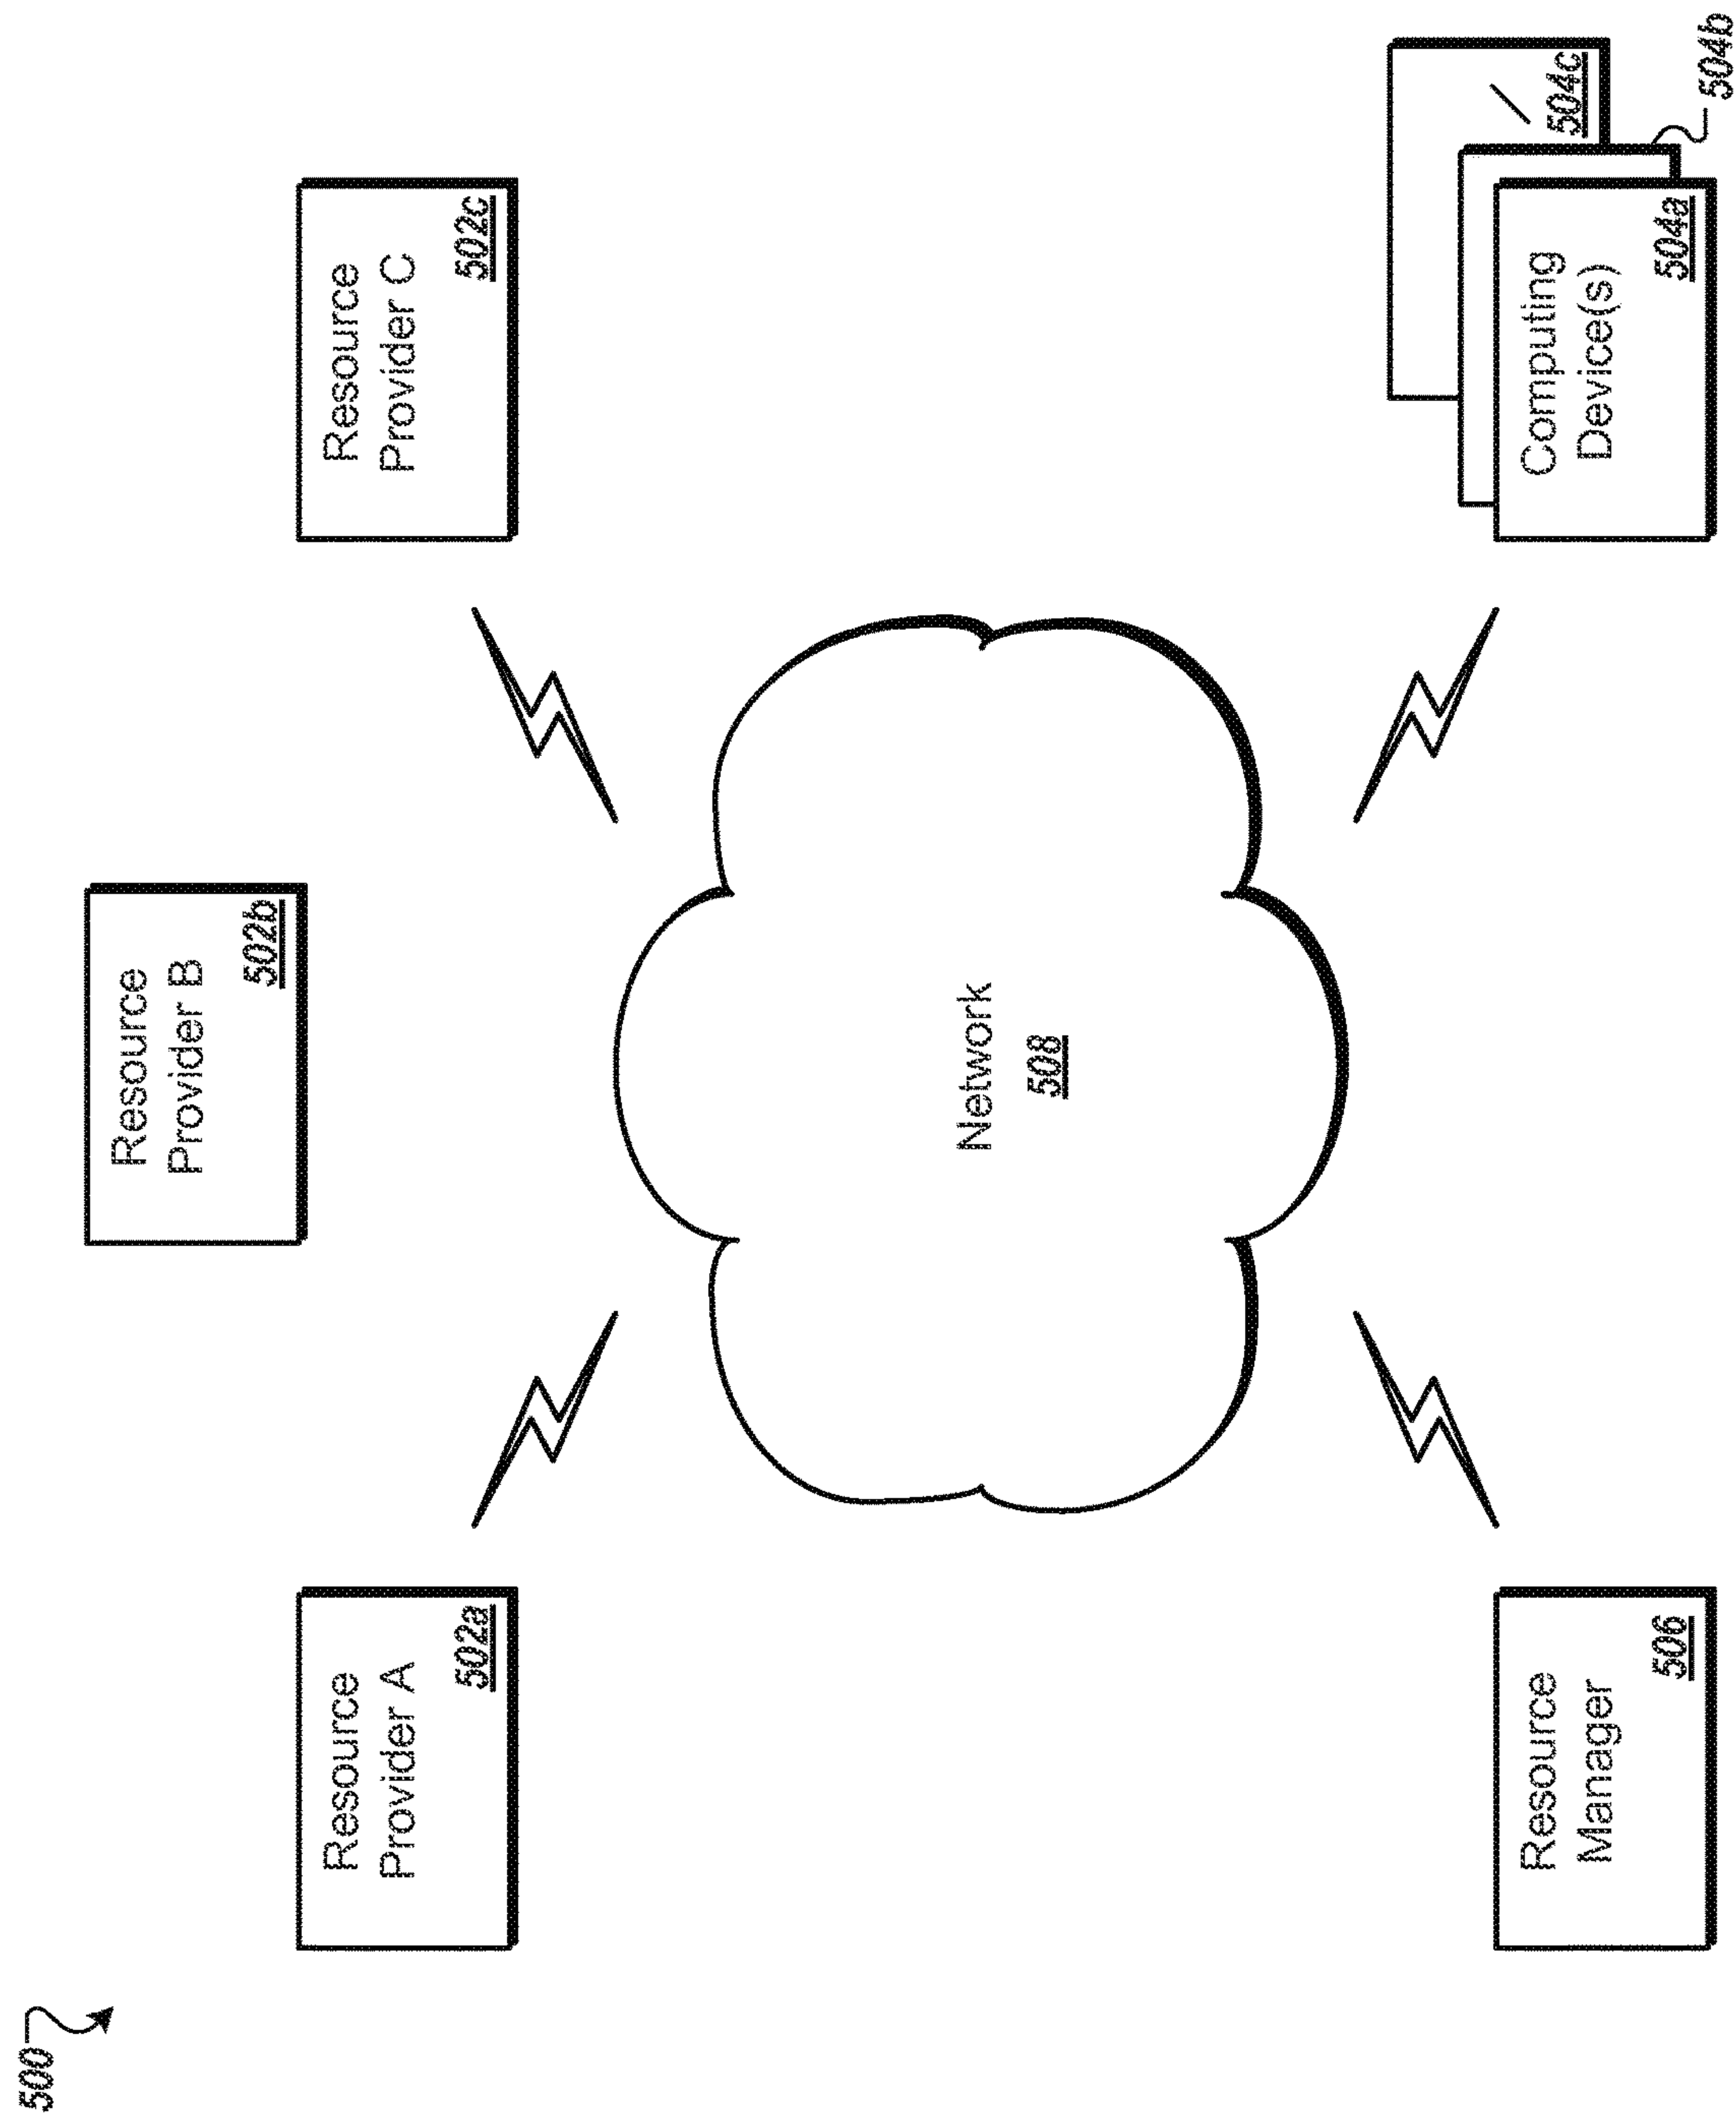 500
Resource
Provider B
502b
Resource
Provider A
502a
Resource
Provider C
502c
Network
508
Resource
Manager
506
Computing
Device(s)
504a
504c
504b